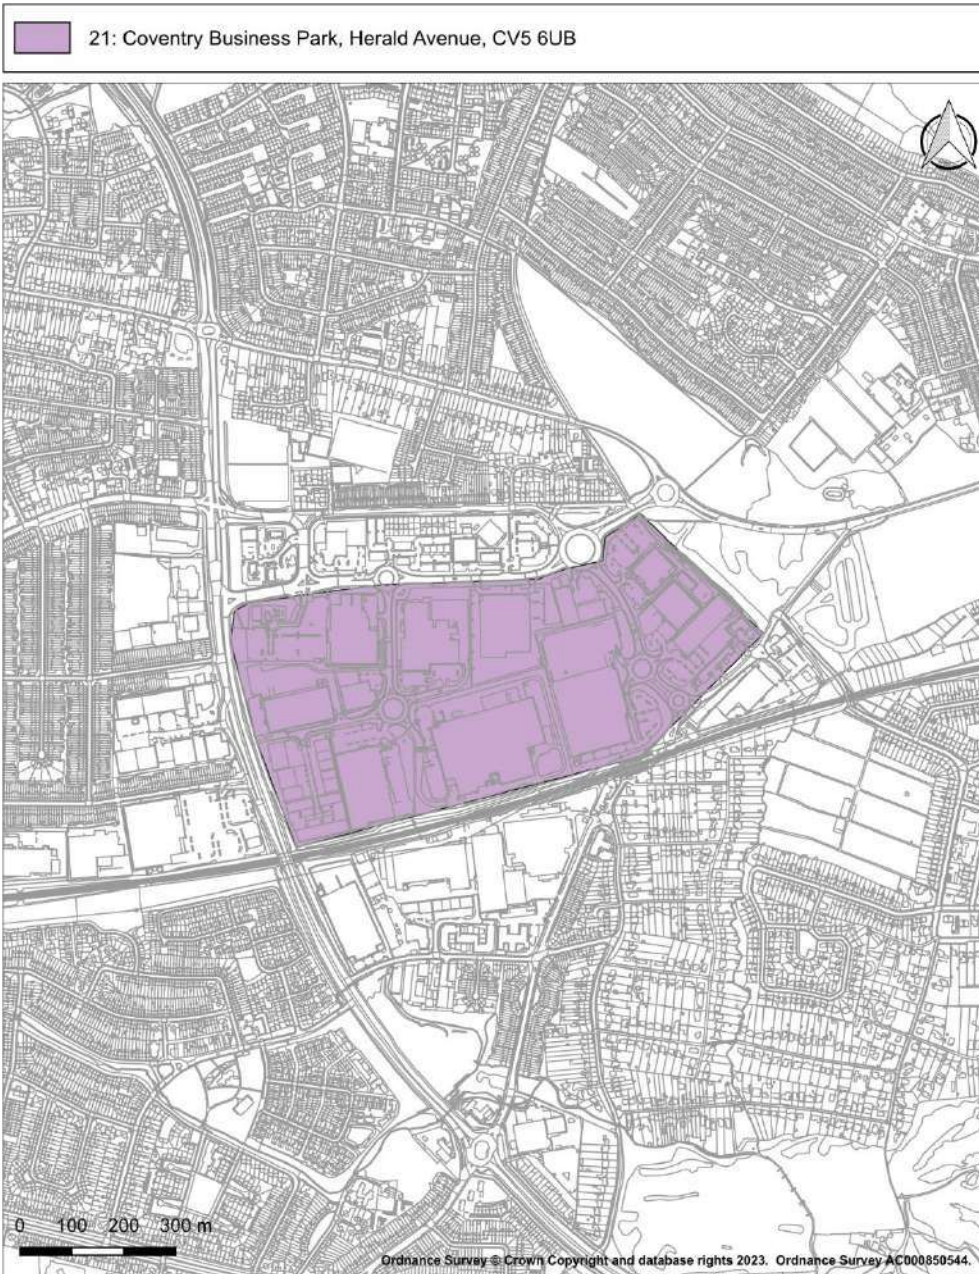 21: Coventry Business Park, Herald Avenue, CV5 6UB
0 100 200 300 m
Ordnance Survey © Crown Copyright and database rights 2023. Ordnance Survey AC000850544.